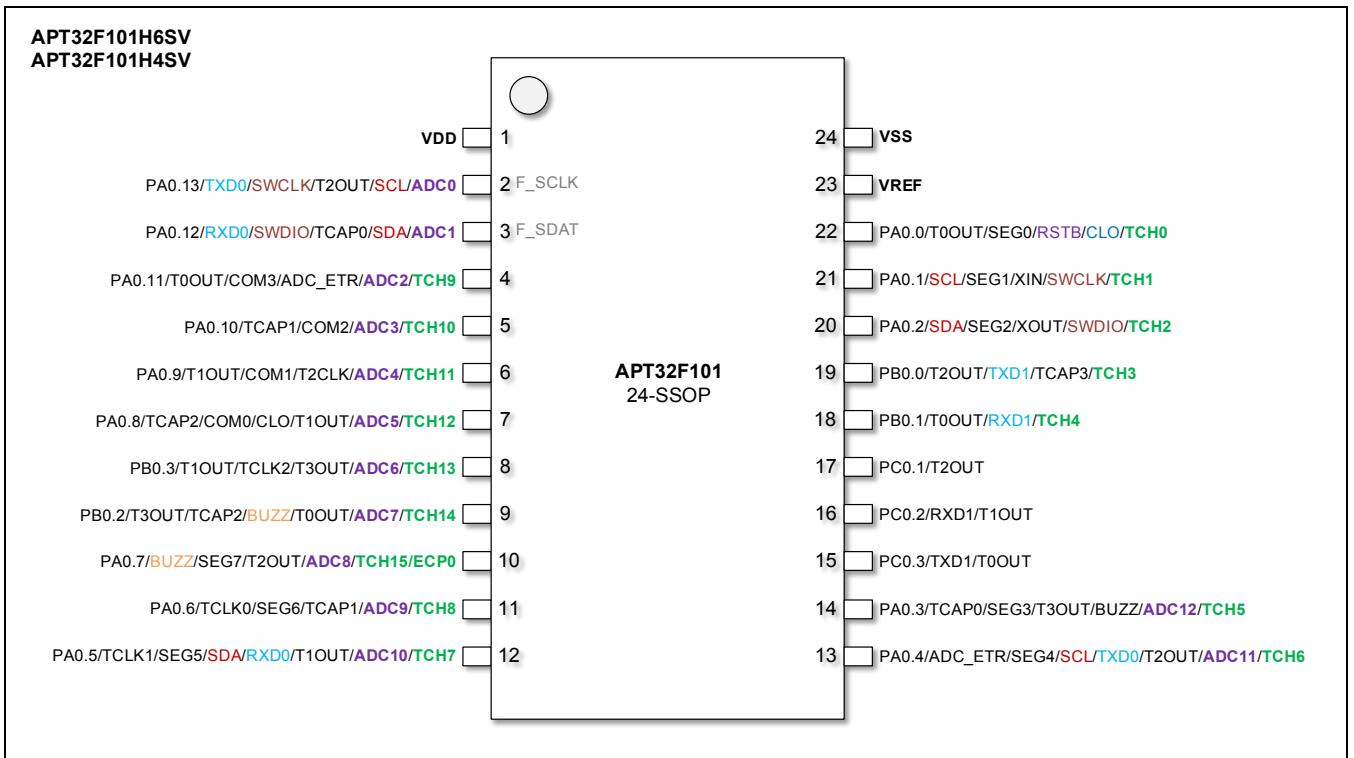 APT32F101H6SV
APT32F101H4SV
VDD 1
PA0.13/TXD0/SWCLK/T2OUT/SCL/ADC0 2 F_SCLK
PA0.12/RXD0/SWDIO/TCAP0/SDA/ADC1 3 F_SDAT
PA0.11/T0OUT/COM3/ADC_ETR/ADC2/TCH9 4
PA0.10/TCAP1/COM2/ADC3/TCH10 5
PA0.9/T1OUT/COM1/T2CLK/ADC4/TCH11 6
PA0.8/TCAP2/COM0/CLO/T1OUT/ADC5/TCH12 7
PB0.3/T1OUT/TCLK2/T3OUT/ADC6/TCH13 8
PB0.2/T3OUT/TCAP2/BUZZ/T0OUT/ADC7/TCH14 9
PA0.7/BUZZ/SEG7/T2OUT/ADC8/TCH15/ECP0 10
PA0.6/TCLK0/SEG6/TCAP1/ADC9/TCH8 11
PA0.5/TCLK1/SEG5/SDA/RXD0/T1OUT/ADC10/TCH7 12
APT32F101
24-SSOP
24 VSS
23 VREF
22 PA0.0/T0OUT/SEG0/RSTB/CLO/TCH0
21 PA0.1/SCL/SEG1/XIN/SWCLK/TCH1
20 PA0.2/SDA/SEG2/XOUT/SWDIO/TCH2
19 PB0.0/T2OUT/TXD1/TCAP3/TCH3
18 PB0.1/T0OUT/RXD1/TCH4
17 PC0.1/T2OUT
16 PC0.2/RXD1/T1OUT
15 PC0.3/TXD1/T0OUT
14 PA0.3/TCAP0/SEG3/T3OUT/BUZZ/ADC12/TCH5
13 PA0.4/ADC_ETR/SEG4/SCL/TXD0/T2OUT/ADC11/TCH6